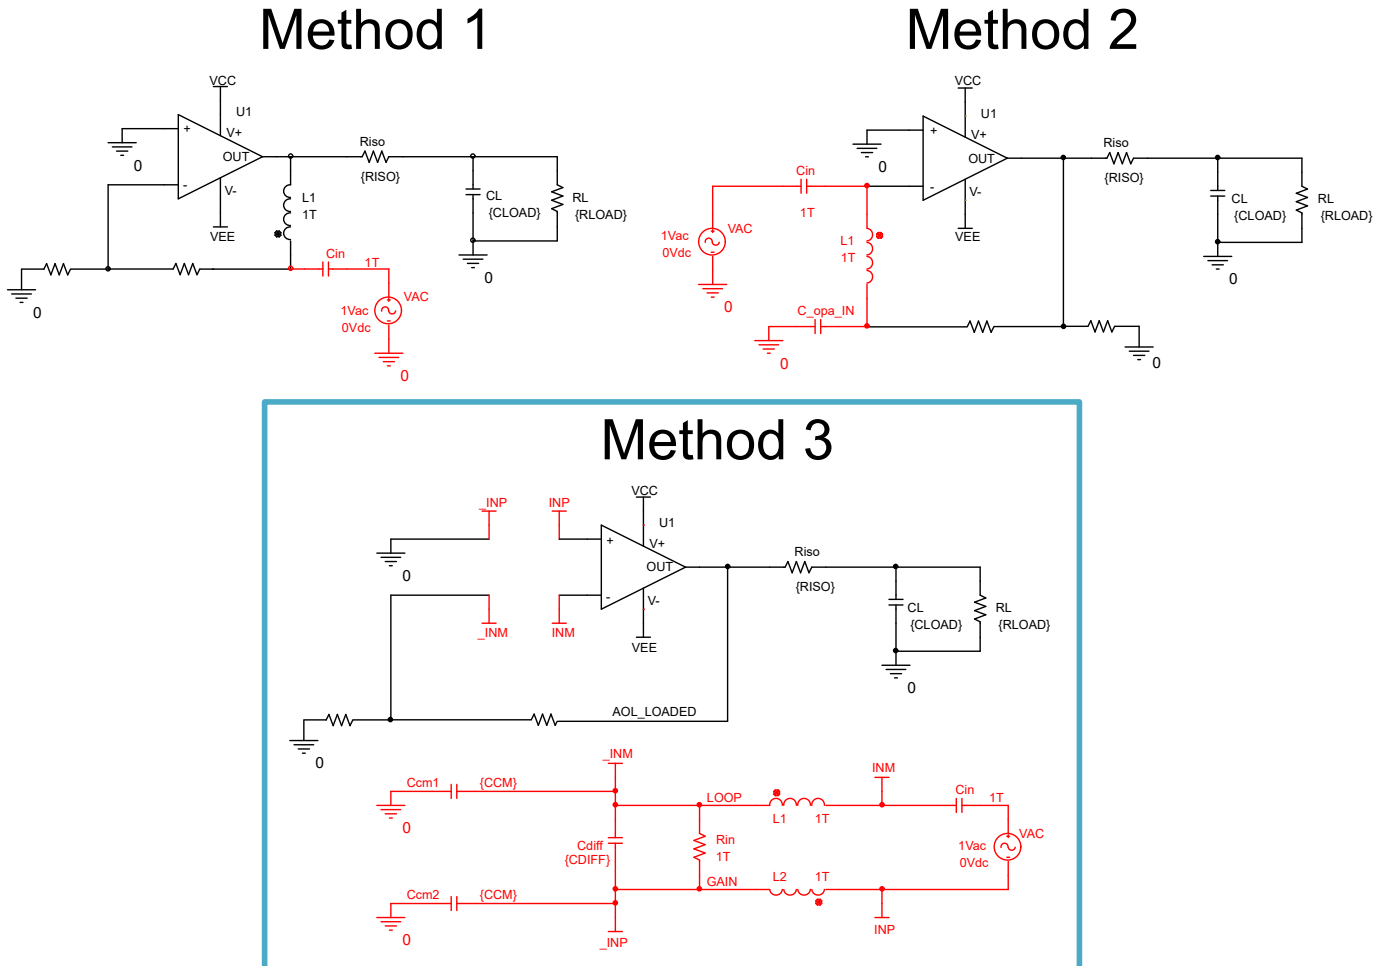 Method 1
VCC
U1
+
V+
OUT
-
V-
VEE
0
Riso
{RISO}
L1
1T
CL
{CLOAD}
RL
{RLOAD}
0
Cin
1T
VAC
1Vac
0Vdc
0
0
Method 2
VCC
U1
+
V+
OUT
-
V-
VEE
0
Riso
{RISO}
Cin
1T
VAC
1Vac
0Vdc
0
L1
1T
C_opa_IN
0
CL
{CLOAD}
RL
{RLOAD}
0
0
Method 3
_INP
INP
VCC
U1
+
V+
OUT
-
V-
VEE
0
_INM
INM
Riso
{RISO}
CL
{CLOAD}
RL
{RLOAD}
0
AOL_LOADED
0
_INM
Ccm1
{CCM}
0
LOOP
L1
1T
INM
Cin
1T
VAC
1Vac
0Vdc
Cdiff
{CDIFF}
Rin
1T
GAIN
L2
1T
Ccm2
{CCM}
0
_INP
INP